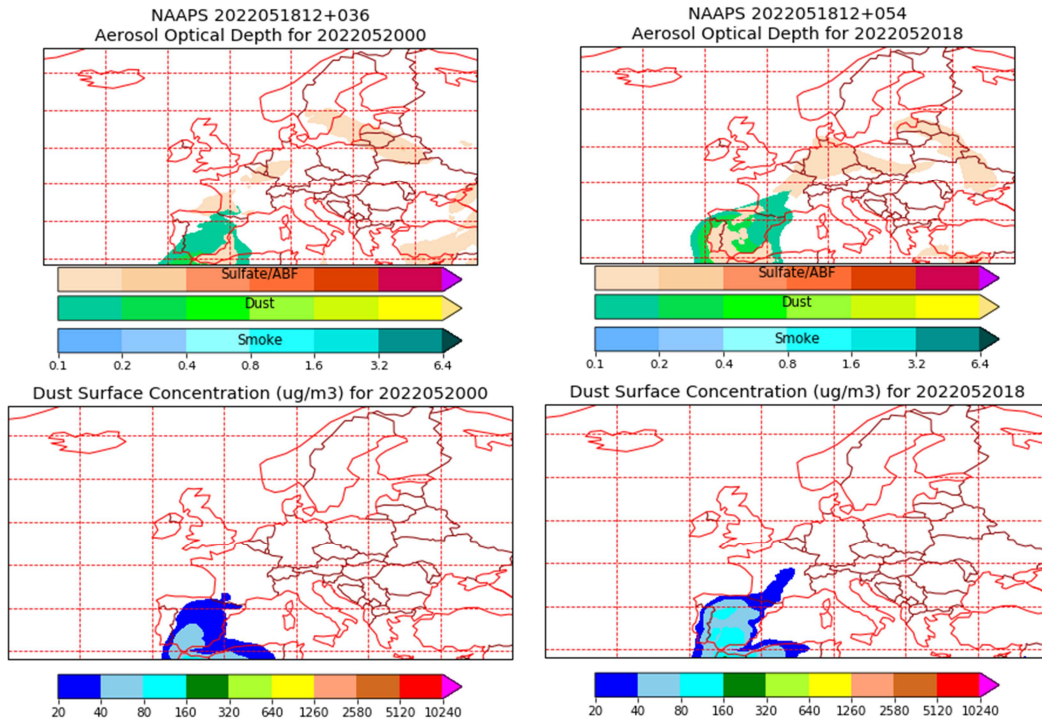 NAAPS 2022051812+036
Aerosol Optical Depth for 2022052000
Sulfate/ABF
Dust
Smoke
0.1 0.2 0.4 0.8 1.6 3.2 6.4
NAAPS 2022051812+054
Aerosol Optical Depth for 2022052018
Sulfate/ABF
Dust
Smoke
0.1 0.2 0.4 0.8 1.6 3.2 6.4
Dust Surface Concentration (ug/m3) for 2022052000
20 40 80 160 320 640 1260 2580 5120 10240
Dust Surface Concentration (ug/m3) for 2022052018
20 40 80 160 320 640 1260 2580 5120 10240